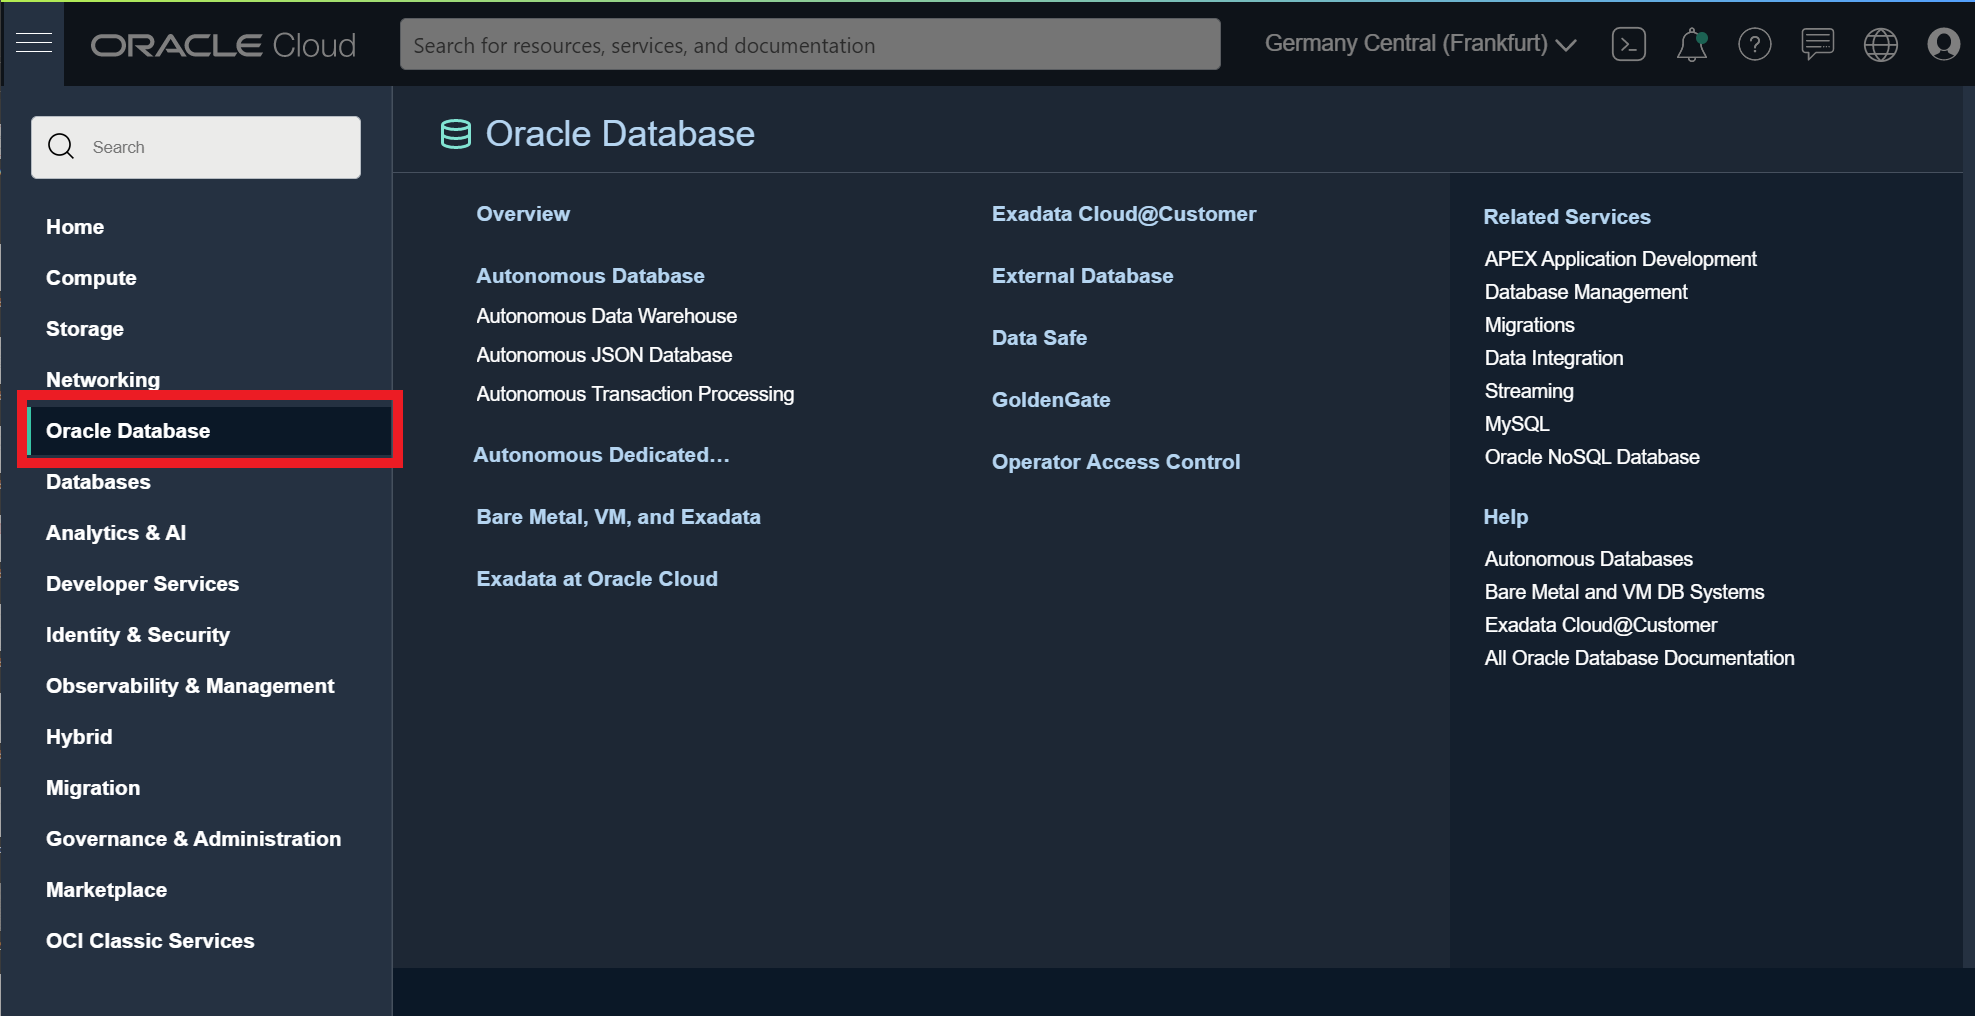 ORACLE Cloud
Search for resources, services, and documentation
Germany Central (Frankfurt)
Search
Home
Compute
Storage
Networking
Oracle Database
Databases
Analytics & AI
Developer Services
Identity & Security
Observability & Management
Hybrid
Migration
Governance & Administration
Marketplace
OCI Classic Services
Oracle Database
Overview
Autonomous Database
Autonomous Data Warehouse
Autonomous JSON Database
Autonomous Transaction Processing
Autonomous Dedicated...
Bare Metal, VM, and Exadata
Exadata at Oracle Cloud
Exadata Cloud@Customer
External Database
Data Safe
GoldenGate
Operator Access Control
Related Services
APEX Application Development
Database Management
Migrations
Data Integration
Streaming
MySQL
Oracle NoSQL Database
Help
Autonomous Databases
Bare Metal and VM DB Systems
Exadata Cloud@Customer
All Oracle Database Documentation